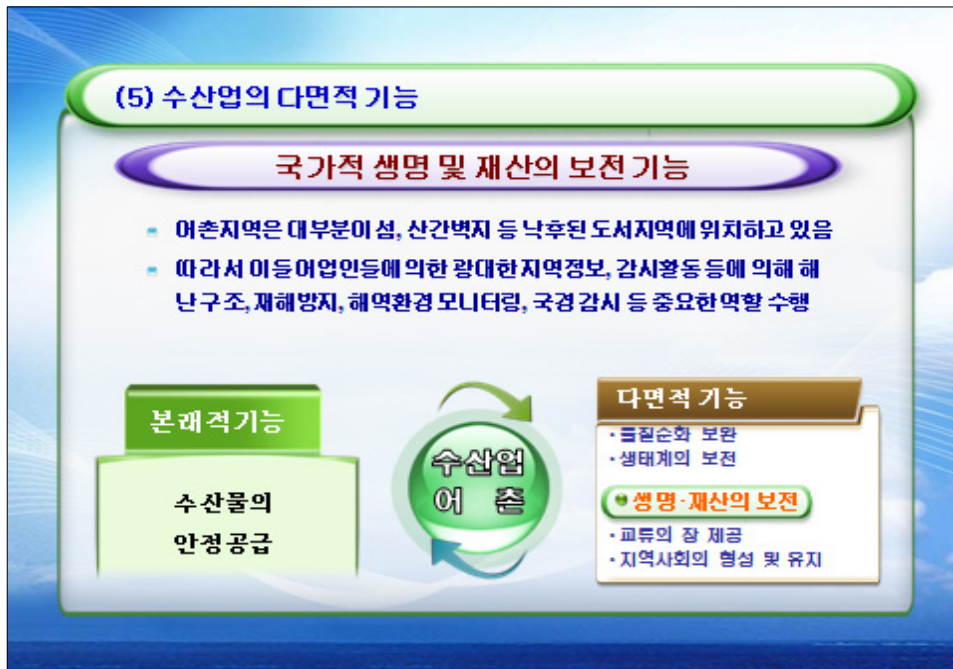 (5) 수산업의 다면적 기능
국가적 생명 및 재산의 보전 기능
어촌지역은 대부분이 섬, 산간벽지 등 낙후된 도서지역에 위치하고 있음
따라서 이들어업인들에 의한 광대한 지역정보, 감시활동 등에 의해 해
난구조, 재해방지, 해역환경 모니터링, 국경 감시 등 중요한 역할 수행
본래적기능
수산물의
안정공급
수산업
어 촌
다면적 기능
·물질순환 보완
·생태계의 보전
생명·재산의 보전
·교류의 장 제공
·지역사회의 형성 및 유지